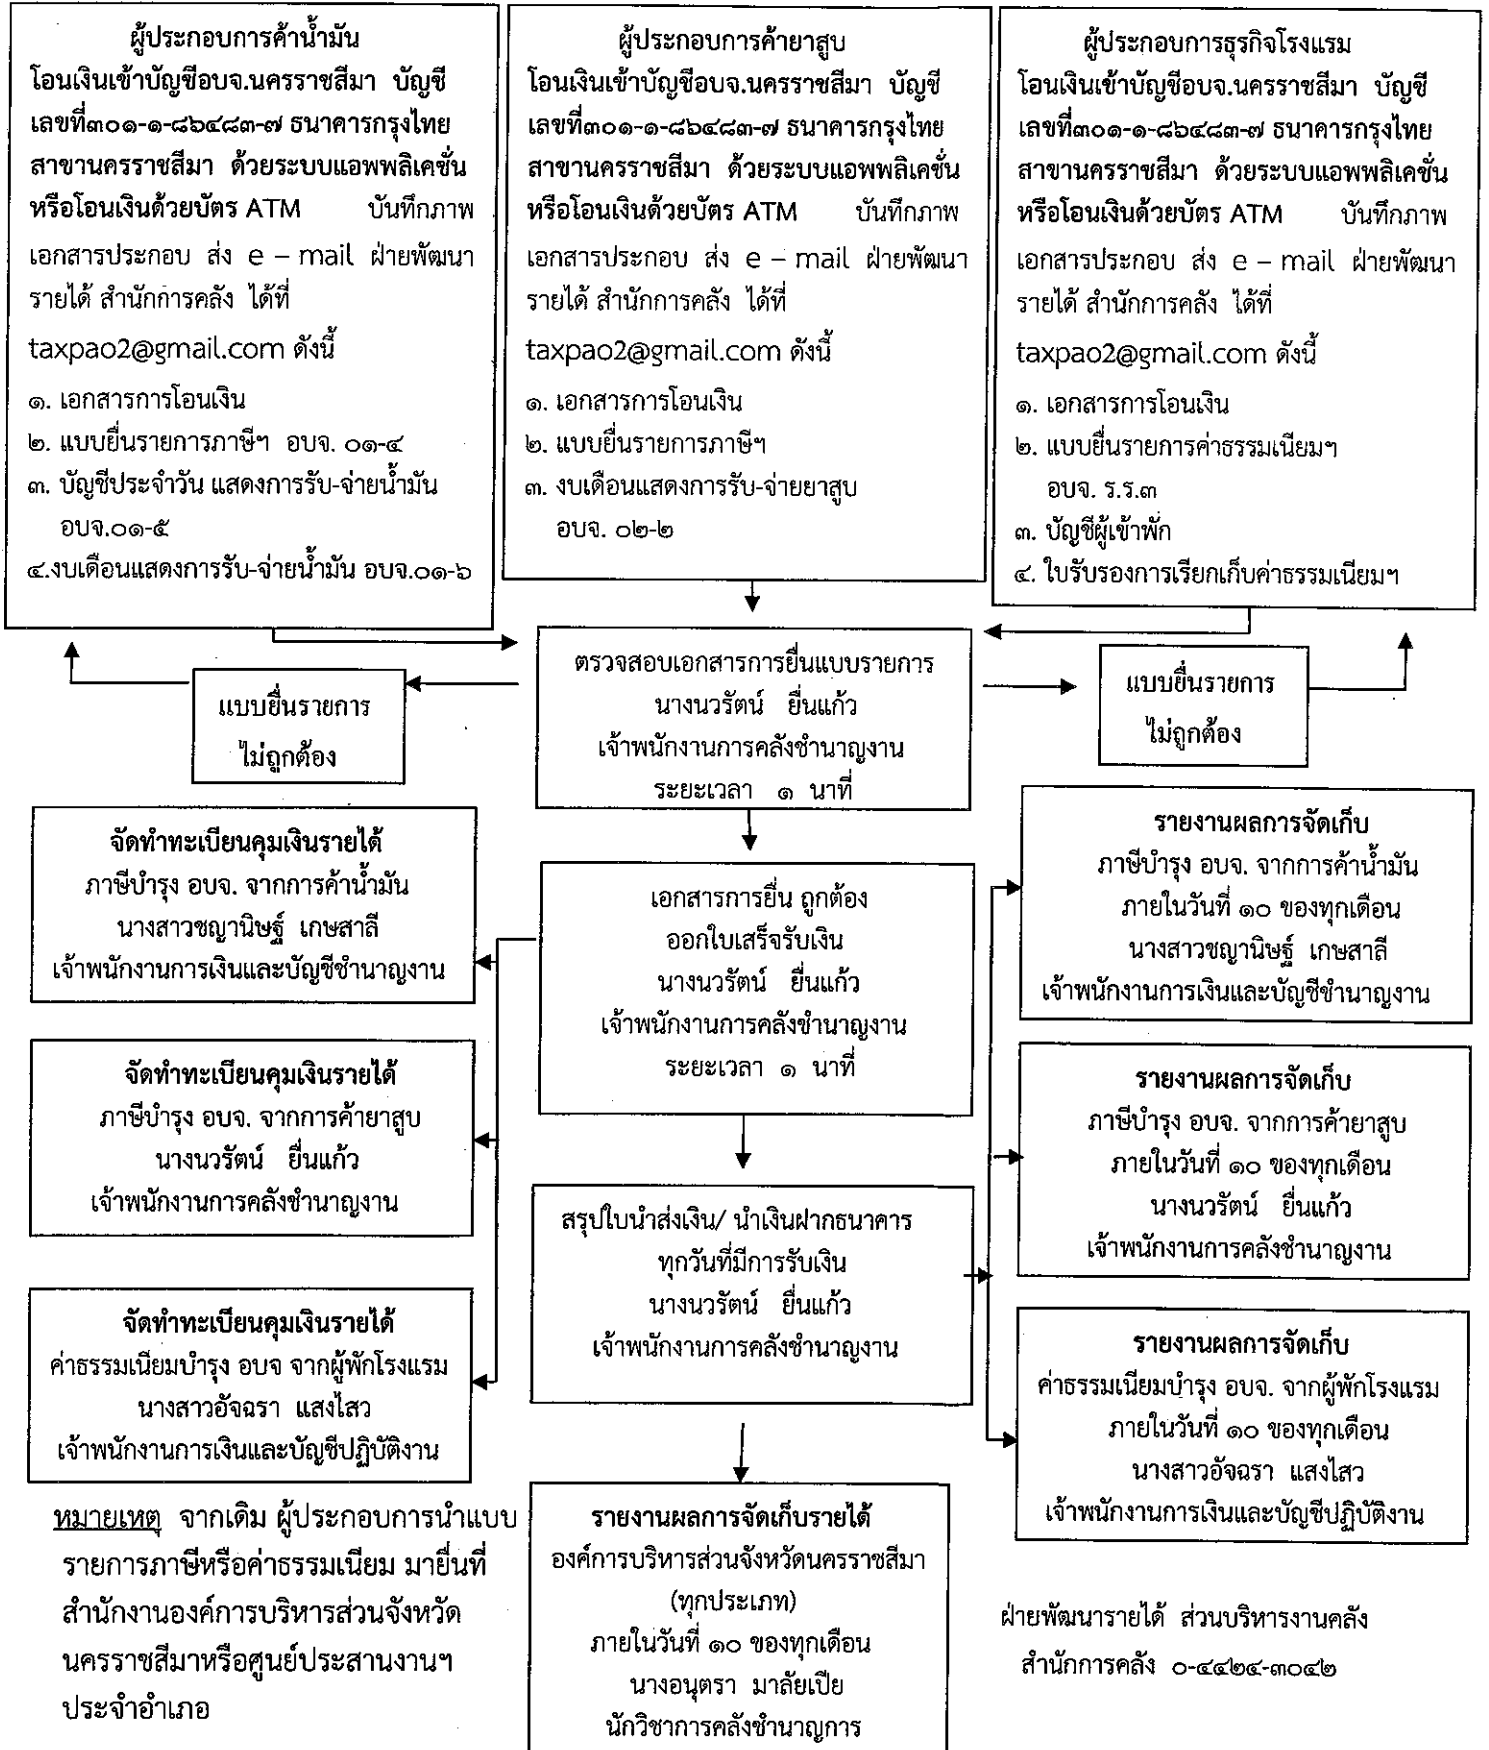 ผู้ประกอบการค้าน้ำมัน
โอนเงินเข้าบัญชีอบจ.นครราชสีมา บัญชี
เลขที่๓๐๑-๑-๘๖๔๘๓-๗ ธนาคารกรุงไทย
สาขานครราชสีมา ด้วยระบบแอพพลิเคชั่น
หรือโอนเงินด้วยบัตร ATM บันทึกภาพ
เอกสารประกอบ ส่ง e – mail ฝ่ายพัฒนา
รายได้ สำนักการคลัง ได้ที่
taxpao2@gmail.com ดังนี้
๑. เอกสารการโอนเงิน
๒. แบบยื่นรายการภาษีฯ อบจ. ๐๑-๔
๓. บัญชีประจำวัน แสดงการรับ-จ่ายน้ำมัน
อบจ.๐๑-๕
๔.งบเดือนแสดงการรับ-จ่ายน้ำมัน อบจ.๐๑-๖
ผู้ประกอบการค้ายาสูบ
โอนเงินเข้าบัญชีอบจ.นครราชสีมา บัญชี
เลขที่๓๐๑-๑-๘๖๔๘๓-๗ ธนาคารกรุงไทย
สาขานครราชสีมา ด้วยระบบแอพพลิเคชั่น
หรือโอนเงินด้วยบัตร ATM บันทึกภาพ
เอกสารประกอบ ส่ง e – mail ฝ่ายพัฒนา
รายได้ สำนักการคลัง ได้ที่
taxpao2@gmail.com ดังนี้
๑. เอกสารการโอนเงิน
๒. แบบยื่นรายการภาษีฯ
๓. งบเดือนแสดงการรับ-จ่ายยาสูบ
อบจ. ๐๒-๒
ผู้ประกอบการธุรกิจโรงแรม
โอนเงินเข้าบัญชีอบจ.นครราชสีมา บัญชี
เลขที่๓๐๑-๑-๘๖๔๘๓-๗ ธนาคารกรุงไทย
สาขานครราชสีมา ด้วยระบบแอพพลิเคชั่น
หรือโอนเงินด้วยบัตร ATM บันทึกภาพ
เอกสารประกอบ ส่ง e – mail ฝ่ายพัฒนา
รายได้ สำนักการคลัง ได้ที่
taxpao2@gmail.com ดังนี้
๑. เอกสารการโอนเงิน
๒. แบบยื่นรายการค่าธรรมเนียมฯ
อบจ. ร.ร.๓
๓. บัญชีผู้เข้าพัก
๔. ใบรับรองการเรียกเก็บค่าธรรมเนียมฯ
แบบยื่นรายการ
ไม่ถูกต้อง
ตรวจสอบเอกสารการยื่นแบบรายการ
นางนวรัตน์ ยื่นแก้ว
เจ้าพนักงานการคลังชำนาญงาน
ระยะเวลา ๑ นาที่
แบบยื่นรายการ
ไม่ถูกต้อง
จัดทำทะเบียนคุมเงินรายได้
ภาษีบำรุง อบจ. จากการค้าน้ำมัน
นางสาวชญานิษฐ์ เกษสาลี
เจ้าพนักงานการเงินและบัญชีชำนาญงาน
เอกสารการยื่น ถูกต้อง
ออกใบเสร็จรับเงิน
นางนวรัตน์ ยื่นแก้ว
เจ้าพนักงานการคลังชำนาญงาน
ระยะเวลา ๑ นาที่
รายงานผลการจัดเก็บ
ภาษีบำรุง อบจ. จากการค้าน้ำมัน
ภายในวันที่ ๑๐ ของทุกเดือน
นางสาวชญานิษฐ์ เกษสาลี
เจ้าพนักงานการเงินและบัญชีชำนาญงาน
จัดทำทะเบียนคุมเงินรายได้
ภาษีบำรุง อบจ. จากการค้ายาสูบ
นางนวรัตน์ ยื่นแก้ว
เจ้าพนักงานการคลังชำนาญงาน
รายงานผลการจัดเก็บ
ภาษีบำรุง อบจ. จากการค้ายาสูบ
ภายในวันที่ ๑๐ ของทุกเดือน
นางนวรัตน์ ยื่นแก้ว
เจ้าพนักงานการคลังชำนาญงาน
สรุปใบนำส่งเงิน/ นำเงินฝากธนาคาร
ทุกวันที่มีการรับเงิน
นางนวรัตน์ ยื่นแก้ว
เจ้าพนักงานการคลังชำนาญงาน
จัดทำทะเบียนคุมเงินรายได้
ค่าธรรมเนียมบำรุง อบจ จากผู้พักโรงแรม
นางสาวอัจฉรา แสงไสว
เจ้าพนักงานการเงินและบัญชีปฏิบัติงาน
รายงานผลการจัดเก็บ
ค่าธรรมเนียมบำรุง อบจ. จากผู้พักโรงแรม
ภายในวันที่ ๑๐ ของทุกเดือน
นางสาวอัจฉรา แสงไสว
เจ้าพนักงานการเงินและบัญชีปฏิบัติงาน
หมายเหตุ จากเดิม ผู้ประกอบการนำแบบ
รายการภาษีหรือค่าธรรมเนียม มายื่นที่
สำนักงานองค์การบริหารส่วนจังหวัด
นครราชสีมาหรือศูนย์ประสานงานฯ
ประจำอำเภอ
รายงานผลการจัดเก็บรายได้
องค์การบริหารส่วนจังหวัดนครราชสีมา
(ทุกประเภท)
ภายในวันที่ ๑๐ ของทุกเดือน
นางอนุตรา มาลัยเปีย
นักวิชาการคลังชำนาญการ
ฝ่ายพัฒนารายได้ ส่วนบริหารงานคลัง
สำนักการคลัง ๐-๔๔๒๔-๓๐๔๒